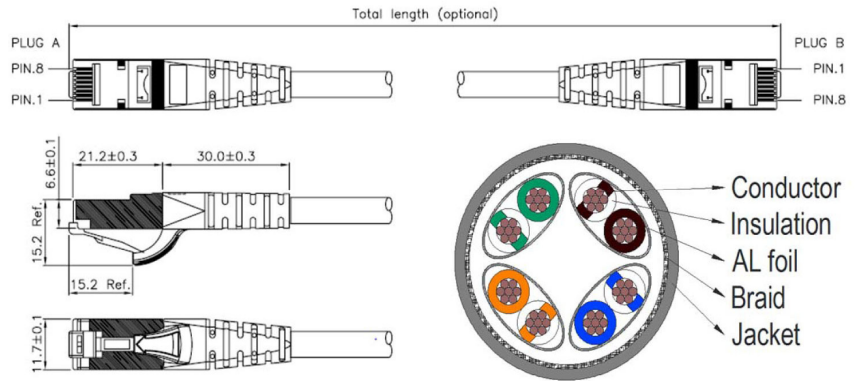 Total length (optional)
PLUG A
PLUG B
PIN.8
PIN.1
PIN.1
PIN.8
21.2±0.3
30.0±0.3
6.6±0.1
15.2 Ref.
15.2 Ref.
11.7±0.1
Conductor
Insulation
AL foil
Braid
Jacket